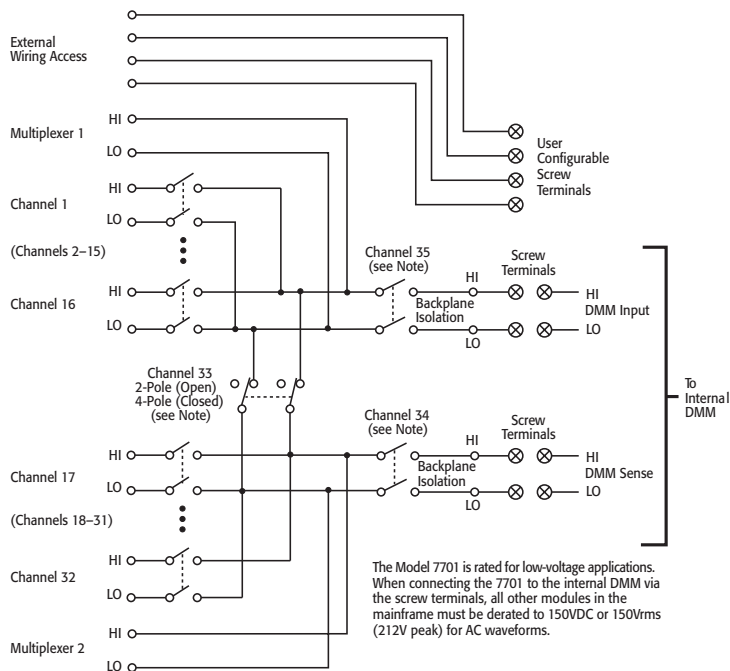 External
Wiring Access
Multiplexer 1
HI
LO
Channel 1
HI
LO
(Channels 2–15)
Channel 16
HI
LO
User
Configurable
Screw
Terminals
Channel 35
(see Note)
Backplane
Isolation
HI
LO
Screw
Terminals
HI
DMM Input
LO
Channel 33
2-Pole (Open)
4-Pole (Closed)
(see Note)
To
Internal
DMM
Channel 34
(see Note)
Backplane
Isolation
HI
LO
Screw
Terminals
HI
DMM Sense
LO
Channel 17
HI
LO
(Channels 18–31)
Channel 32
HI
LO
Multiplexer 2
HI
LO
The Model 7701 is rated for low-voltage applications.
When connecting the 7701 to the internal DMM via
the screw terminals, all other modules in the
mainframe must be derated to 150VDC or 150Vrms
(212V peak) for AC waveforms.